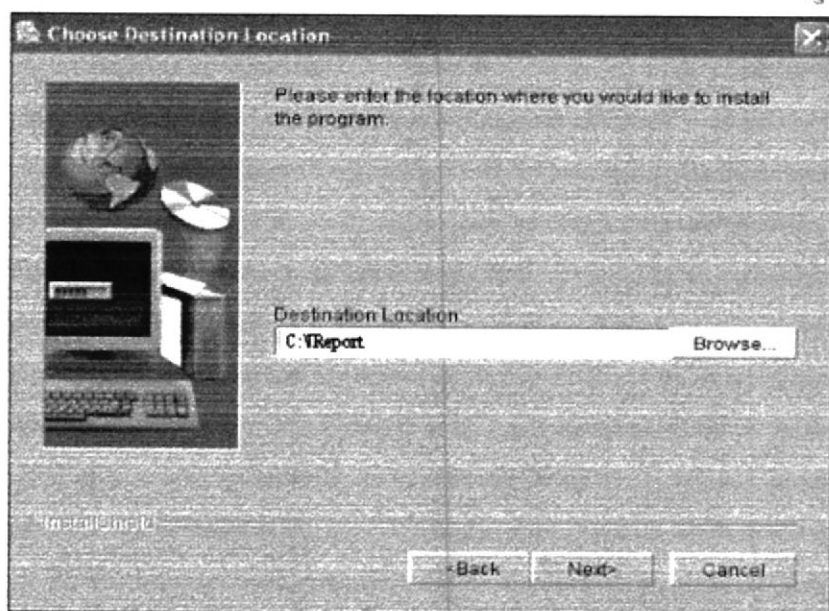 Choose Destination Location
Please enter the location where you would like to install
the program.
Destination Location
C:\IReport
Browse...
InstallShield
<Back
Next>
Cancel